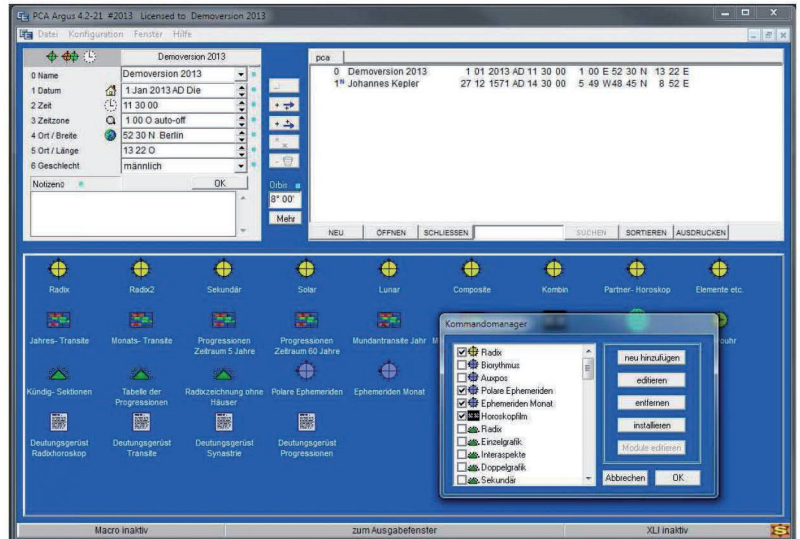 PCA Argus 4.2-21 #2013 Licensed to Demoversion 2013
Datei Konfiguration Fenster Hilfe
Demoversion 2013
0 Name Demoversion 2013
1 Datum 1 Jan 2013 AD Die
2 Zeit 11 30 00
3 Zeitzone 1 00 O auto-off
4 Ort / Breite 52 30 N Berlin
5 Ort / Länge 13 22 O
6 Geschlecht männlich
Notizen: OK
Orbis
8° 00'
Mehr
pca
0 Demoversion 2013 1 01 2013 AD 11 30 00 1 00 E 52 30 N 13 22 E
1N Johannes Kepler 27 12 1571 AD 14 30 00 5 49 W48 45 N 8 52 E
NEU ÖFFNEN SCHLIESSEN SUCHEN SORTIEREN AUSDRUCKEN
Radix Radix2 Sekundär Solar Lunar Composite Kombin Partner- Horoskop Elemente etc.
Jahres- Transite Monats- Transite Progressionen Zeitraum 5 Jahre Progressionen Zeitraum 60 Jahre Mundantransite Jahr
Kündig- Sektionen Tabelle der Progressionen Radixzeichnung ohne Häuser Polare Ephemeriden Ephemeriden Monat
Deutungsgerüst Radixhoroskop Deutungsgerüst Transite Deutungsgerüst Synastrie Deutungsgerüst Progressionen
Kommandomanager
Radix
Biorythmus
Auxpos
Polare Ephemeriden
Ephemeriden Monat
Horoskopfilm
Radix
Einzelgrafik
Interaspekte
Doppelgrafik
Sekundär
neu hinzufügen
editieren
entfernen
installieren
Module editieren
Abbrechen OK
Macro inaktiv zum Ausgabefenster XLI inaktiv